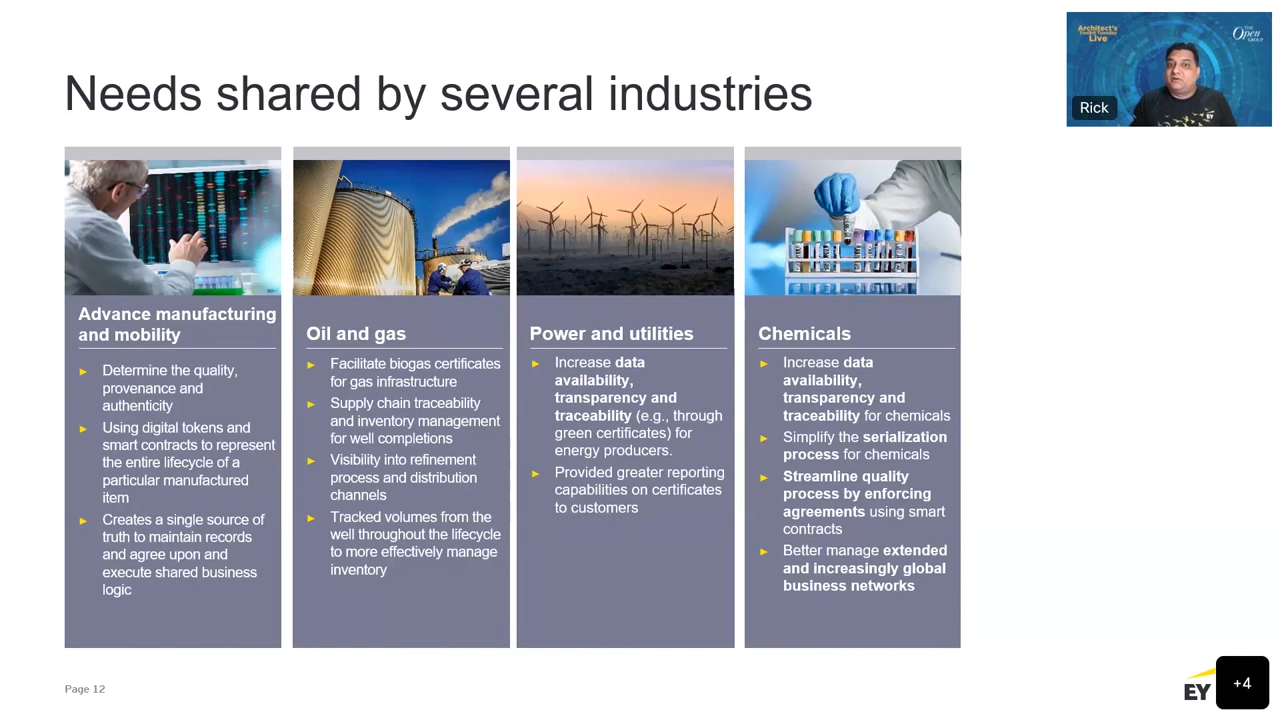 Needs shared by several industries
Architect's
Toolkit Tuesday
Live
THE
Open
GROUP
EY
Rick
Advance manufacturing
and mobility
► Determine the quality,
provenance and
authenticity
► Using digital tokens and
smart contracts to represent
the entire lifecycle of a
particular manufactured
item
► Creates a single source of
truth to maintain records
and agree upon and
execute shared business
logic
Oil and gas
► Facilitate biogas certificates
for gas infrastructure
► Supply chain traceability
and inventory management
for well completions
► Visibility into refinement
process and distribution
channels
► Tracked volumes from the
well throughout the lifecycle
to more effectively manage
inventory
Power and utilities
► Increase data
availability,
transparency and
traceability (e.g., through
green certificates) for
energy producers.
► Provided greater reporting
capabilities on certificates
to customers
Chemicals
► Increase data
availability,
transparency and
traceability for chemicals
► Simplify the serialization
process for chemicals
► Streamline quality
process by enforcing
agreements using smart
contracts
► Better manage extended
and increasingly global
business networks
Page 12
EY
+4